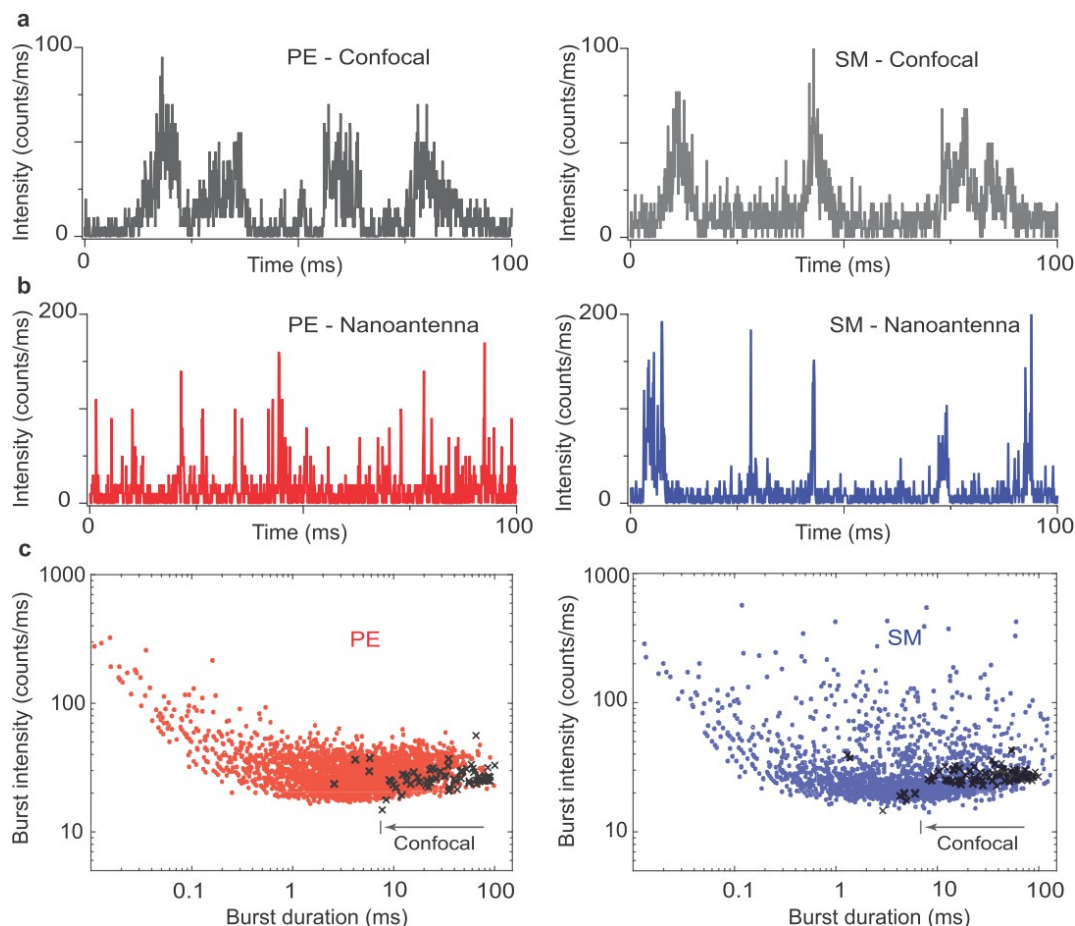 a
PE - Confocal
Intensity (counts/ms)
100
0
0
100
Time (ms)
SM - Confocal
Intensity (counts/ms)
100
0
0
100
Time (ms)
b
PE - Nanoantenna
Intensity (counts/ms)
200
0
0
100
Time (ms)
SM - Nanoantenna
Intensity (counts/ms)
200
0
0
100
Time (ms)
c
PE
Burst intensity (counts/ms)
1000
100
10
Confocal
0.1
1
10
100
Burst duration (ms)
SM
Burst intensity (counts/ms)
1000
100
10
Confocal
0.1
1
10
100
Burst duration (ms)